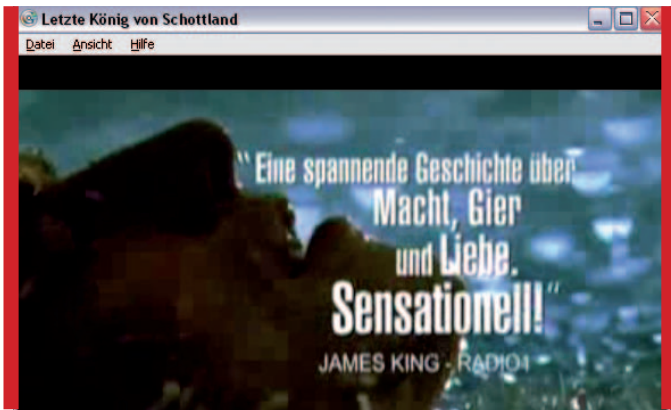 Letzte König von Schottland
Datei Ansicht Hilfe
“Eine spannende Geschichte über
Macht, Gier
und Liebe.
Sensationell!“
JAMES KING - RADIO1